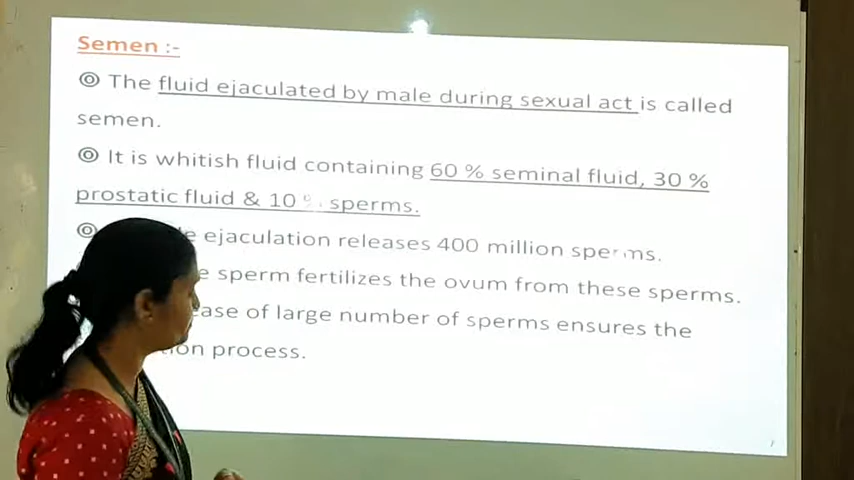 Semen :-
◎ The fluid ejaculated by male during sexual act is called
semen.
◎ It is whitish fluid containing 60 % seminal fluid, 30 %
prostatic fluid & 10 % sperms.
◎ ejaculation releases 400 million sperms.
sperm fertilizes the ovum from these sperms.
of large number of sperms ensures the
process.